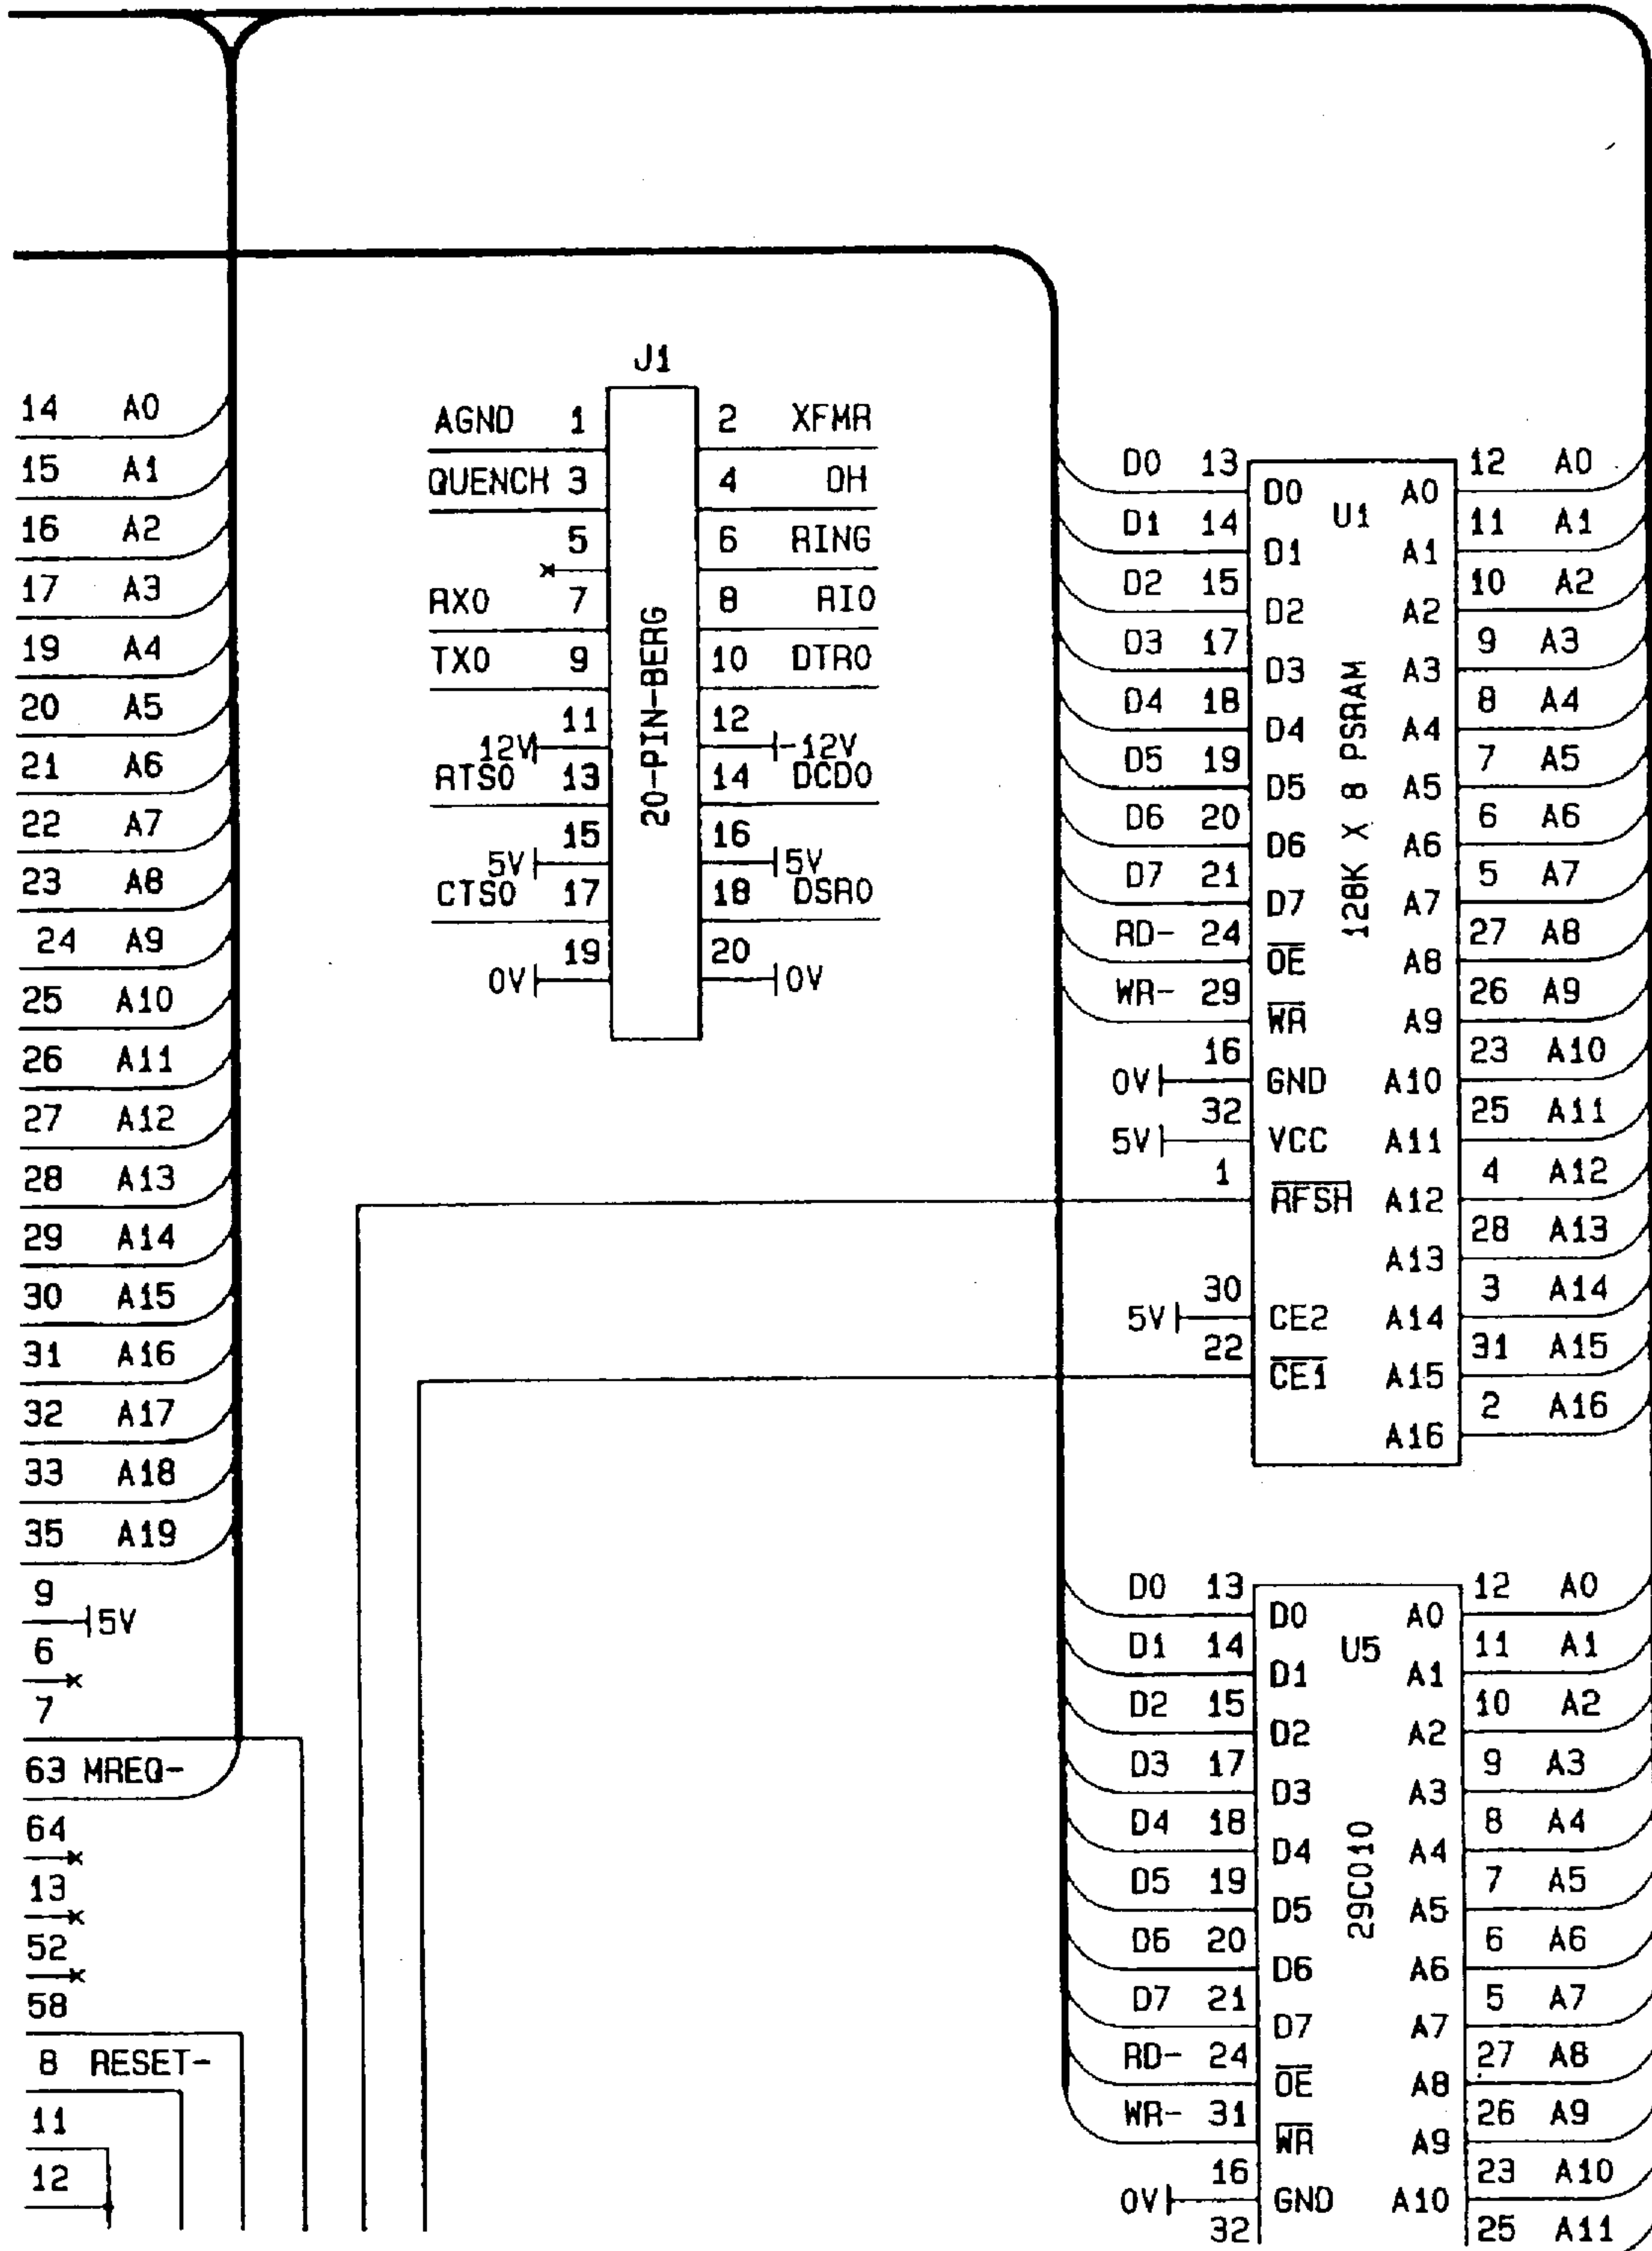 J1
14 A0
15 A1
16 A2
17 A3
19 A4
20 A5
21 A6
22 A7
23 A8
24 A9
25 A10
26 A11
27 A12
28 A13
29 A14
30 A15
31 A16
32 A17
33 A18
35 A19
9
5V
6
7
63 MREQ-
64
13
52
58
8 RESET-
11
12
AGND 1 2 XFMR
QUENCH 3 4 OH
5 6 RING
RX0 7 8 RI0
TX0 9 10 DTR0
11 12
12V -12V
RTS0 13 14 DCD0
15 16
5V 5V
CTS0 17 18 DSR0
19 20
0V 0V
20-PIN-BERG
U1
128K X 8 PSRAM
D0 13 D0 A0 12 A0
D1 14 D1 A1 11 A1
D2 15 D2 A2 10 A2
D3 17 D3 A3 9 A3
D4 18 D4 A4 8 A4
D5 19 D5 A5 7 A5
D6 20 D6 A6 6 A6
D7 21 D7 A7 5 A7
RD- 24 OE A8 27 A8
WR- 29 WR A9 26 A9
0V 16 GND A10 23 A10
5V 32 VCC A11 25 A11
1 RFSH A12 4 A12
A13 28 A13
5V 30 CE2 A14 3 A14
22 CE1 A15 31 A15
A16 2 A16
U5
29C010
D0 13 D0 A0 12 A0
D1 14 D1 A1 11 A1
D2 15 D2 A2 10 A2
D3 17 D3 A3 9 A3
D4 18 D4 A4 8 A4
D5 19 D5 A5 7 A5
D6 20 D6 A6 6 A6
D7 21 D7 A7 5 A7
RD- 24 OE A8 27 A8
WR- 31 WR A9 26 A9
0V 16 GND A10 23 A10
32 25 A11